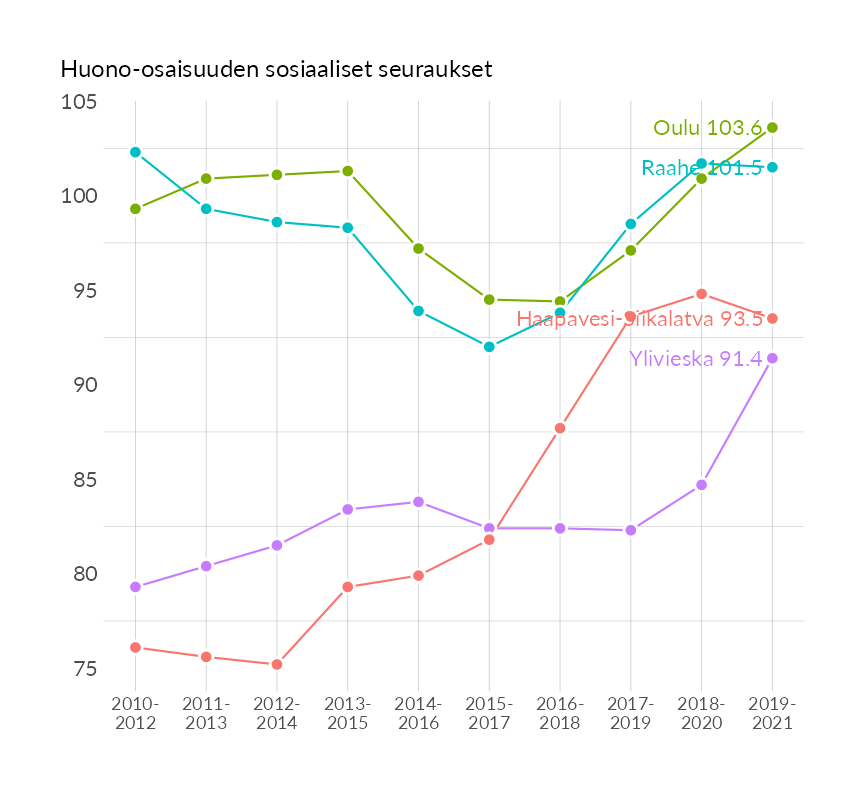 Huono-osaisuuden sosiaaliset seuraukset
105
100
95
90
85
80
75
Oulu 103.6
Raahe 101.5
Haapavesi-Siikalatva 93.5
Ylivieska 91.4
2010- 2011- 2012- 2013- 2014- 2015- 2016- 2017- 2018- 2019-
2012 2013 2014 2015 2016 2017 2018 2019 2020 2021